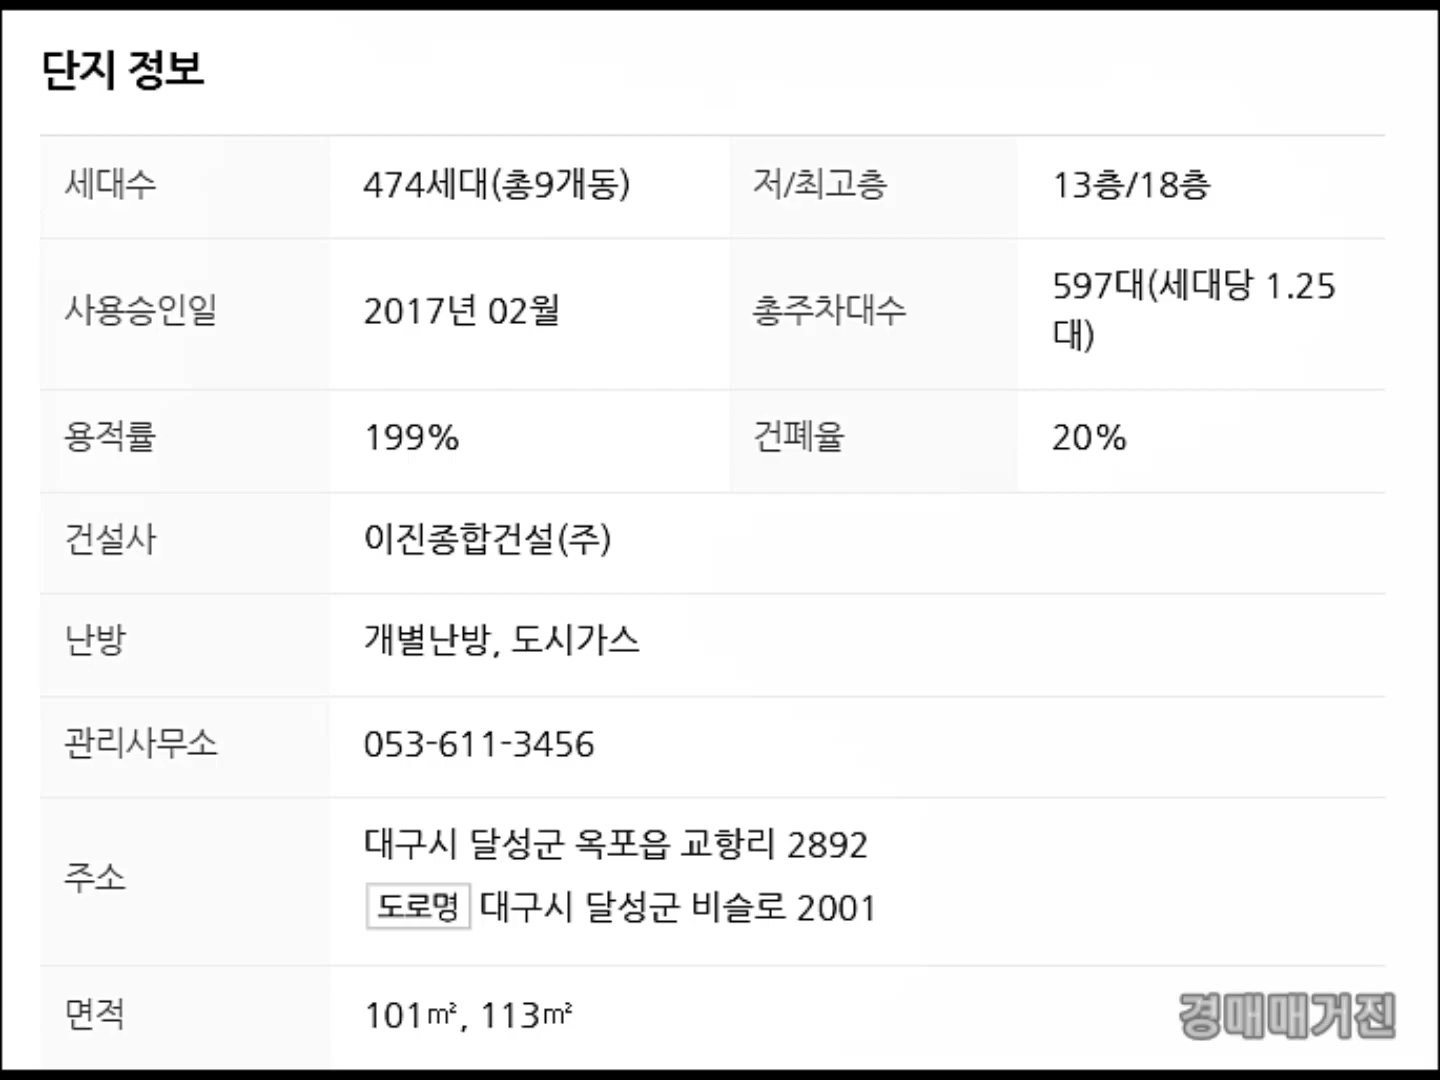 단지 정보
세대수 474세대(총9개동) 저/최고층 13층/18층
사용승인일 2017년 02월 총주차대수 597대(세대당 1.25
대)
용적률 199% 건폐율 20%
건설사 이진종합건설(주)
난방 개별난방, 도시가스
관리사무소 053-611-3456
주소 대구시 달성군 옥포읍 교항리 2892
도로명 대구시 달성군 비슬로 2001
면적 101㎡, 113㎡
경매매거진